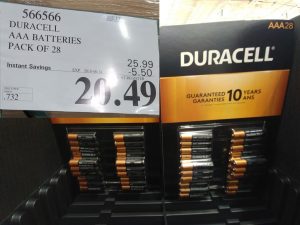 566566
DURACELL
AAA BATTERIES
PACK OF 28
25.99
Instant Savings
-5.50
20.49
.732
AAA28
DURACELL
GUARANTEED
GARANTIES
10 YEARS
ANS